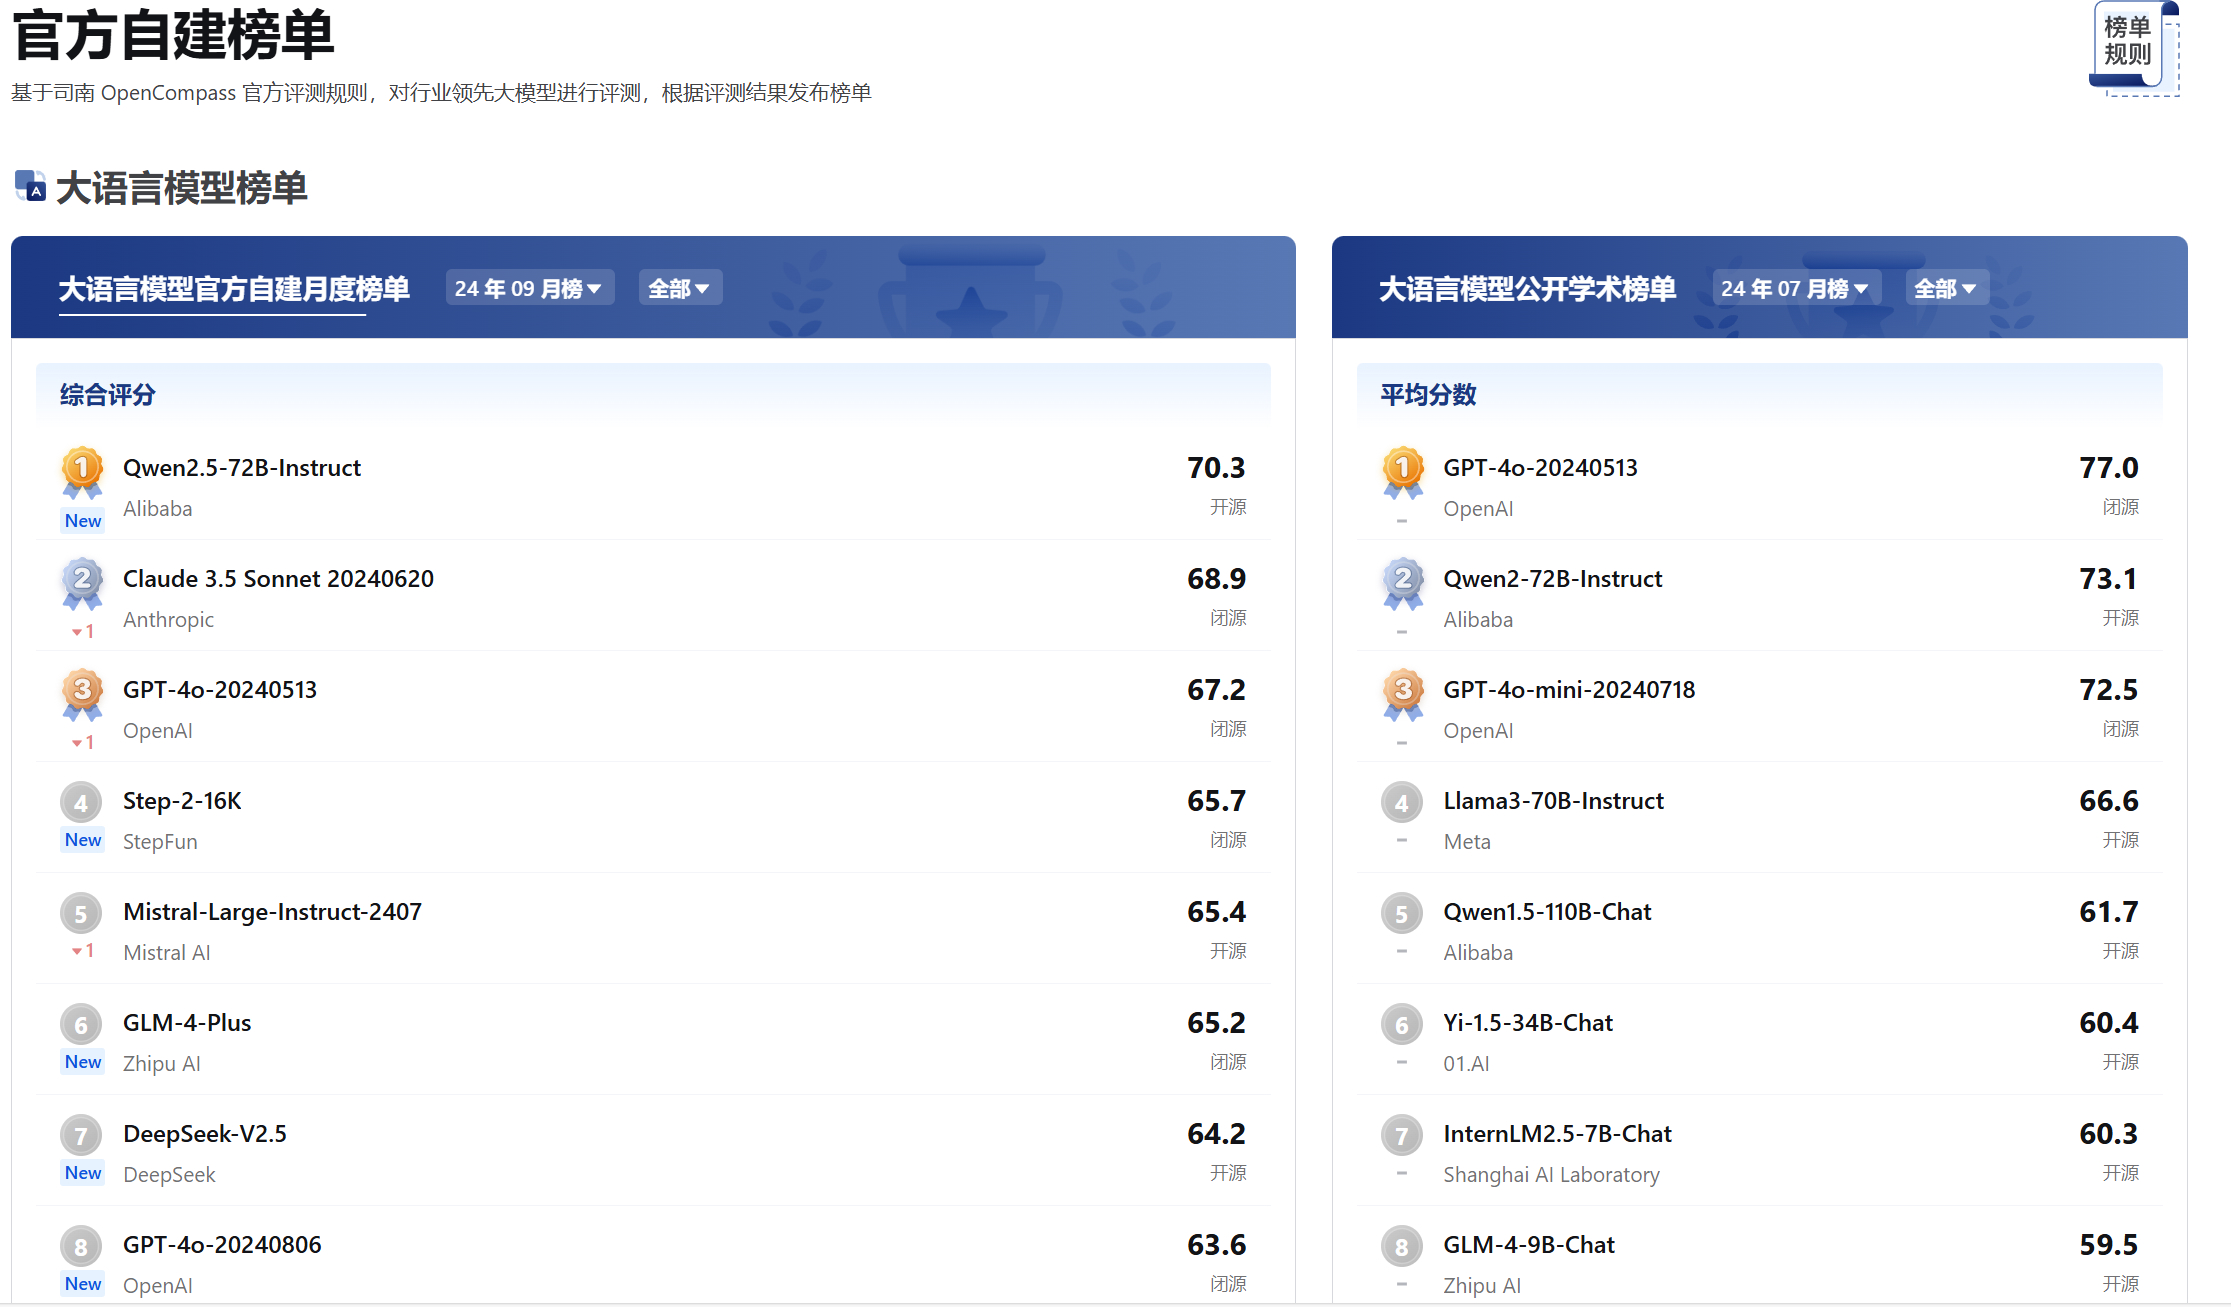 官方自建榜单
基于司南 OpenCompass 官方评测规则，对行业领先大模型进行评测，根据评测结果发布榜单
榜单
规则
A 大语言模型榜单
大语言模型官方自建月度榜单 24 年 09 月榜 全部
综合评分
1 Qwen2.5-72B-Instruct 70.3
New Alibaba 开源
2 Claude 3.5 Sonnet 20240620 68.9
1 Anthropic 闭源
3 GPT-4o-20240513 67.2
1 OpenAI 闭源
4 Step-2-16K 65.7
New StepFun 闭源
5 Mistral-Large-Instruct-2407 65.4
1 Mistral AI 开源
6 GLM-4-Plus 65.2
New Zhipu AI 闭源
7 DeepSeek-V2.5 64.2
New DeepSeek 开源
8 GPT-4o-20240806 63.6
New OpenAI 闭源
大语言模型公开学术榜单 24 年 07 月榜 全部
平均分数
1 GPT-4o-20240513 77.0
– OpenAI 闭源
2 Qwen2-72B-Instruct 73.1
– Alibaba 开源
3 GPT-4o-mini-20240718 72.5
– OpenAI 闭源
4 Llama3-70B-Instruct 66.6
– Meta 开源
5 Qwen1.5-110B-Chat 61.7
– Alibaba 开源
6 Yi-1.5-34B-Chat 60.4
– 01.AI 开源
7 InternLM2.5-7B-Chat 60.3
– Shanghai AI Laboratory 开源
8 GLM-4-9B-Chat 59.5
– Zhipu AI 开源